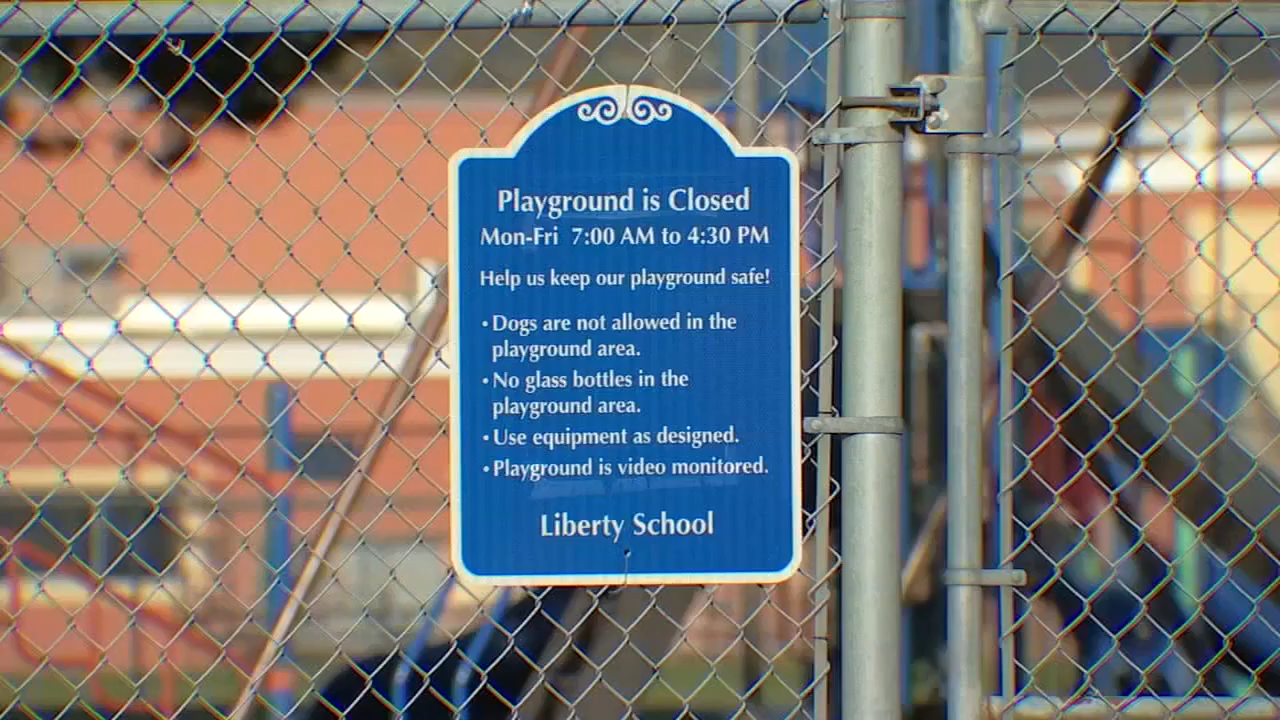 Playground is Closed
Mon-Fri 7:00 AM to 4:30 PM
Help us keep our playground safe!
• Dogs are not allowed in the
playground area.
• No glass bottles in the
playground area.
• Use equipment as designed.
• Playground is video monitored.
Liberty School